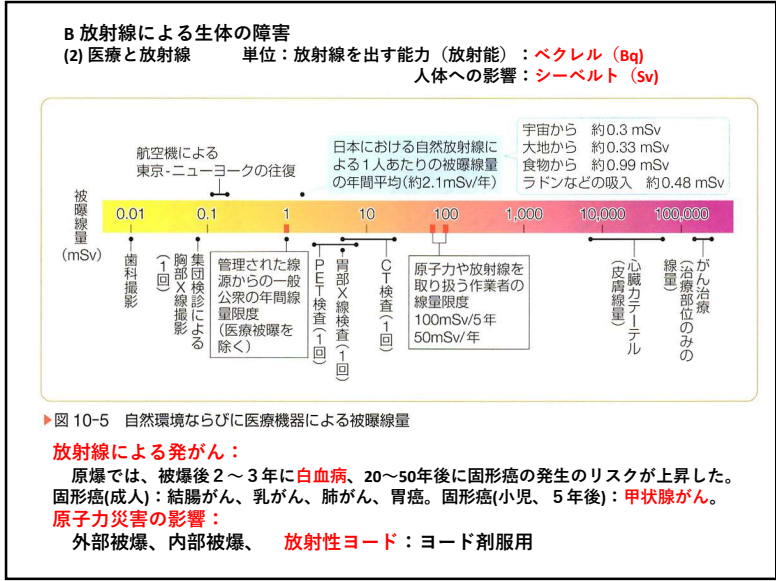 B 放射線による生体の障害
(2) 医療と放射線　　単位：放射線を出す能力（放射能）：ベクレル（Bq)
人体への影響：シーベルト（Sv)
航空機による
東京-ニューヨークの往復
日本における自然放射線に
よる１人あたりの被曝線量
の年間平均(約2.1mSv/年)
宇宙から　約0.3 mSv
大地から　約0.33 mSv
食物から　約0.99 mSv
ラドンなどの吸入　約0.48 mSv
被曝線量
(mSv)
0.01　0.1　1　10　100　1,000　10,000　100,000
歯科撮影
集団検診による
胸部X線撮影
(1回)
管理された線
源からの一般
公衆の年間線
量限度
(医療被曝を
除く)
PET検査(1回)
胃部X線検査(1回)
CT検査(1回)
原子力や放射線を
取り扱う作業者の
線量限度
100mSv/5年
50mSv/年
心臓カテーテル
(皮膚線量)
がん治療
(治療部位のみの
線量)
▶図 10-5　自然環境ならびに医療機器による被曝線量
放射線による発がん：
原爆では、被爆後２～３年に白血病、20～50年後に固形癌の発生のリスクが上昇した。
固形癌(成人)：結腸がん、乳がん、肺がん、胃癌。固形癌(小児、５年後)：甲状腺がん。
原子力災害の影響：
外部被爆、内部被爆、　放射性ヨード：ヨード剤服用